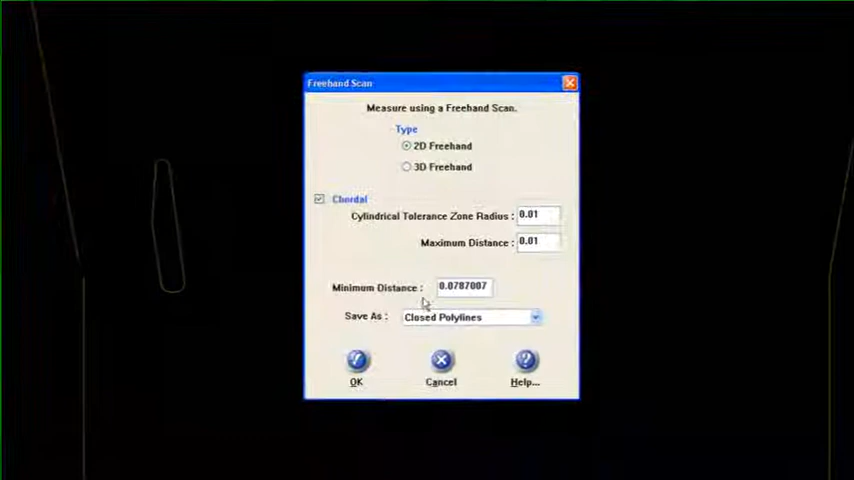 Freehand Scan
Measure using a Freehand Scan.
Type
2D Freehand
3D Freehand
Chordal
Cylindrical Tolerance Zone Radius : 0.01
Maximum Distance : 0.01
Minimum Distance : 0.0787007
Save As : Closed Polylines
OK Cancel Help...